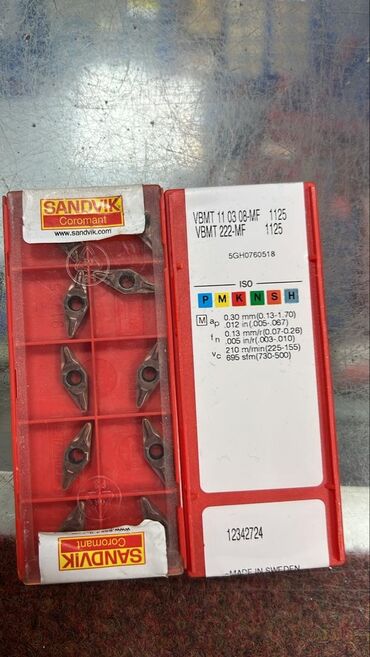 SANDVIK
Coromant
www.sandvik.com
SANDVIK
Coromant
VBMT 11 03 08-MF 1125
VBMT 222-MF 1125
5GH0760518
ISO
P M K N S H
M ap 0.30 mm(0.13-1.70)
.012 in(.005-.067)
fn 0.13 mm/r(0.07-0.26)
.005 in/r(.003-.010)
vc 210 m/min(225-155)
695 sfm(730-500)
12342724
MADE IN SWEDEN